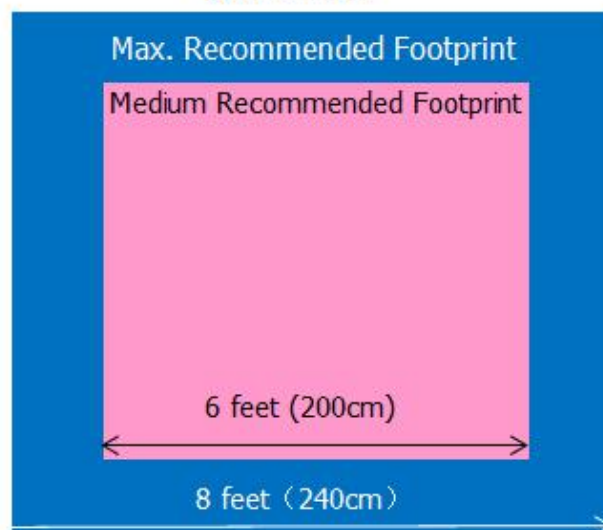 Max. Recommended Footprint
Medium Recommended Footprint
6 feet (200cm)
8 feet（240cm）